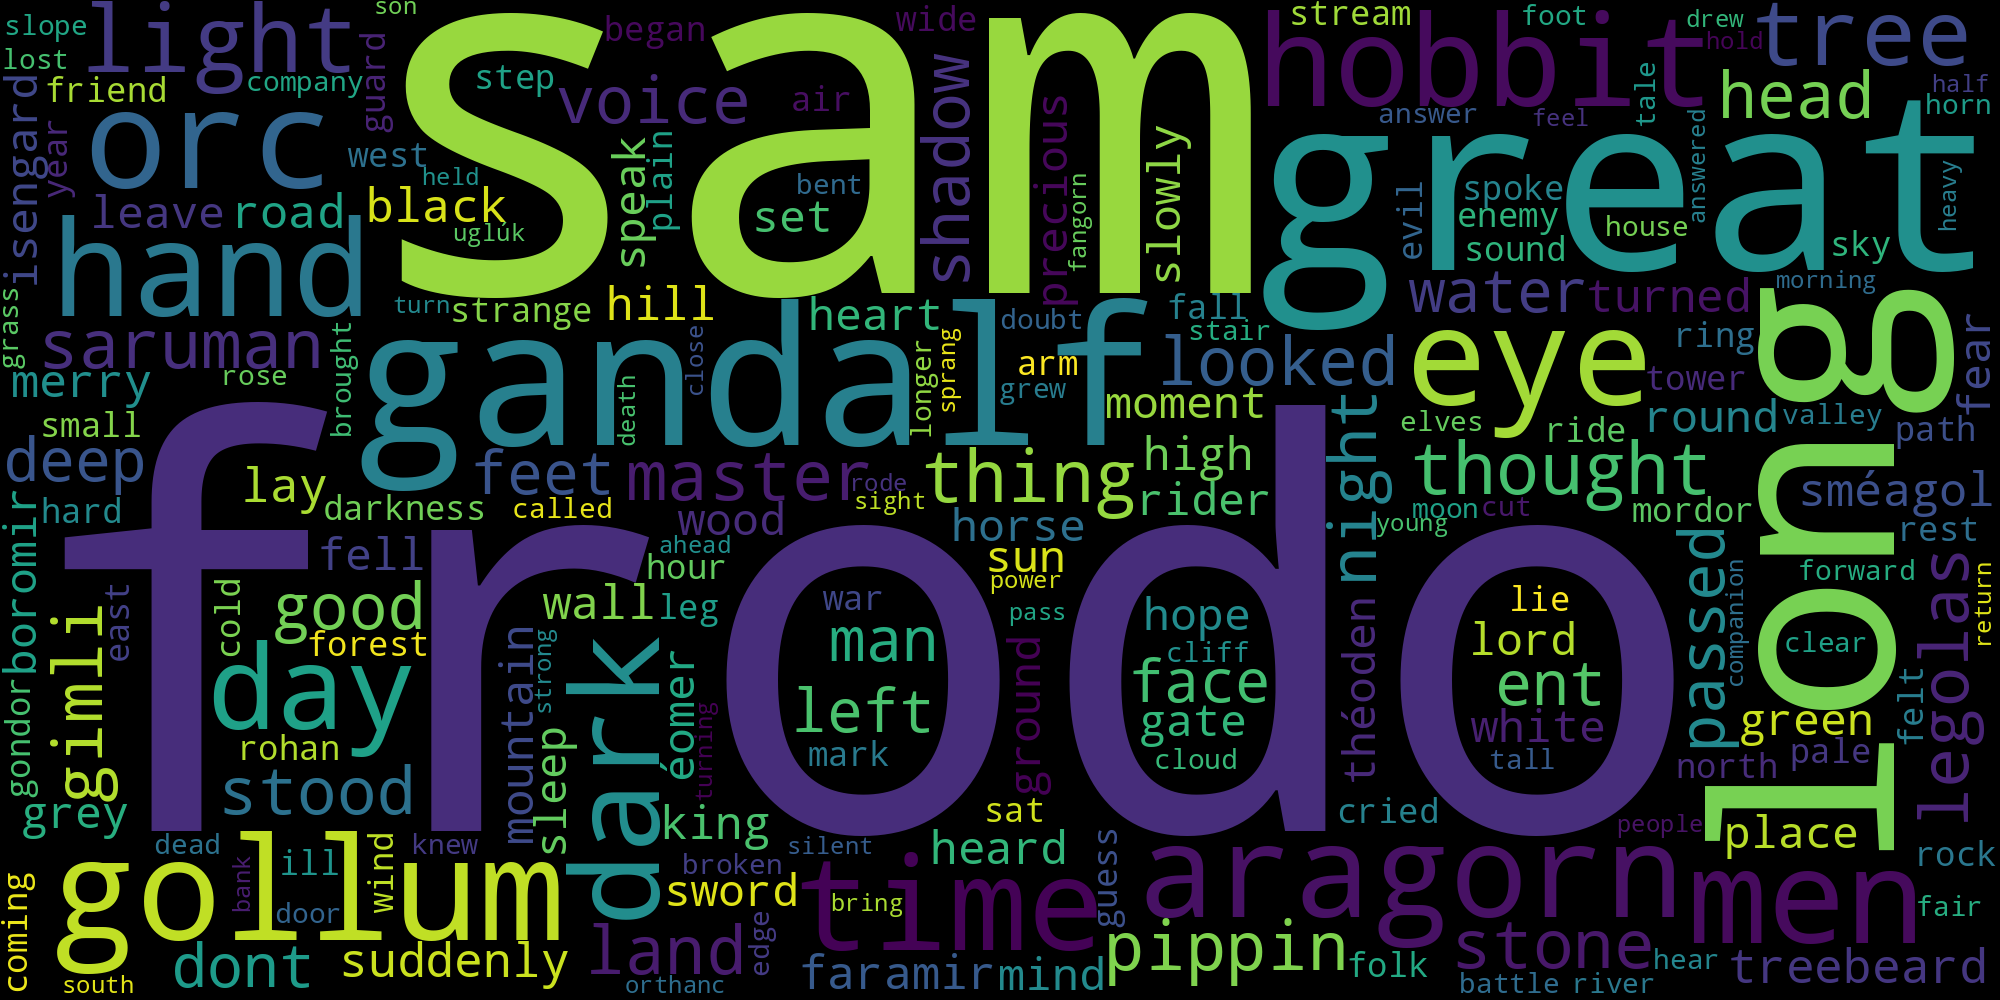 son
slope
light
guard
began
wide
stream
foot
drew
hold
tree
lost
friend
company
sam
step
voice
air
hobbit
head
half
horn
isengard
orc
year
west
held
black
speak
plain
bent
shadow
precious
slowly
answer
feel
tale
great
answered
heavy
leave
road
uglúk
set
fangorn
evil
spoke
enemy
sound
house
sky
hand
turn
strange
hill
heart
doubt
fall
stair
water
turned
morning
long
grass
saruman
brought
gandalf
close
longer
sprang
arm
grew
looked
eye
ring
tower
fear
merry
rose
death
moment
elves
ride
round
valley
path
small
deep
lay
feet
master
rode
thing
high
rider
night
thought
sméagol
hard
darkness
called
wood
sight
horse
young
moon
cut
mordor
rest
boromir
fell
ahead
hour
sun
power
forward
frodo
east
cold
good
forest
wall
leg
war
man
pass
hope
cliff
face
lie
lord
ent
passed
companion
clear
legolas
return
gimli
day
mountain
strong
dark
éomer
left
ground
gate
théoden
white
green
felt
gondor
rohan
stood
sleep
turning
mark
cloud
tall
north
pale
grey
king
sat
cried
people
place
dead
knew
silent
heard
guess
rock
gollum
ill
wind
broken
sword
time
aragorn
men
coming
bank
door
bring
fair
dont
suddenly
land
edge
faramir
mind
pippin
folk
stone
hear
treebeard
south
orthanc
battle
river